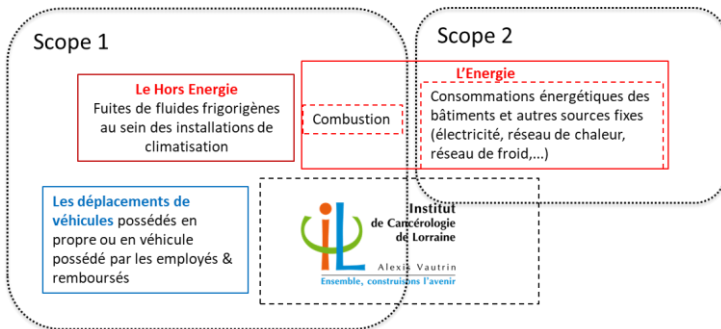 Scope 1
Scope 2
Le Hors Energie
Fuites de fluides frigorigènes
au sein des installations de
climatisation
Combustion
L'Energie
Consommations énergétiques des
bâtiments et autres sources fixes
(électricité, réseau de chaleur,
réseau de froid,...)
Les déplacements de
véhicules possédés en
propre ou en véhicule
possédé par les employés &
remboursés
iL
Institut
de Cancérologie
de Lorraine
Alexis Vautrin
Ensemble, construisons l'avenir